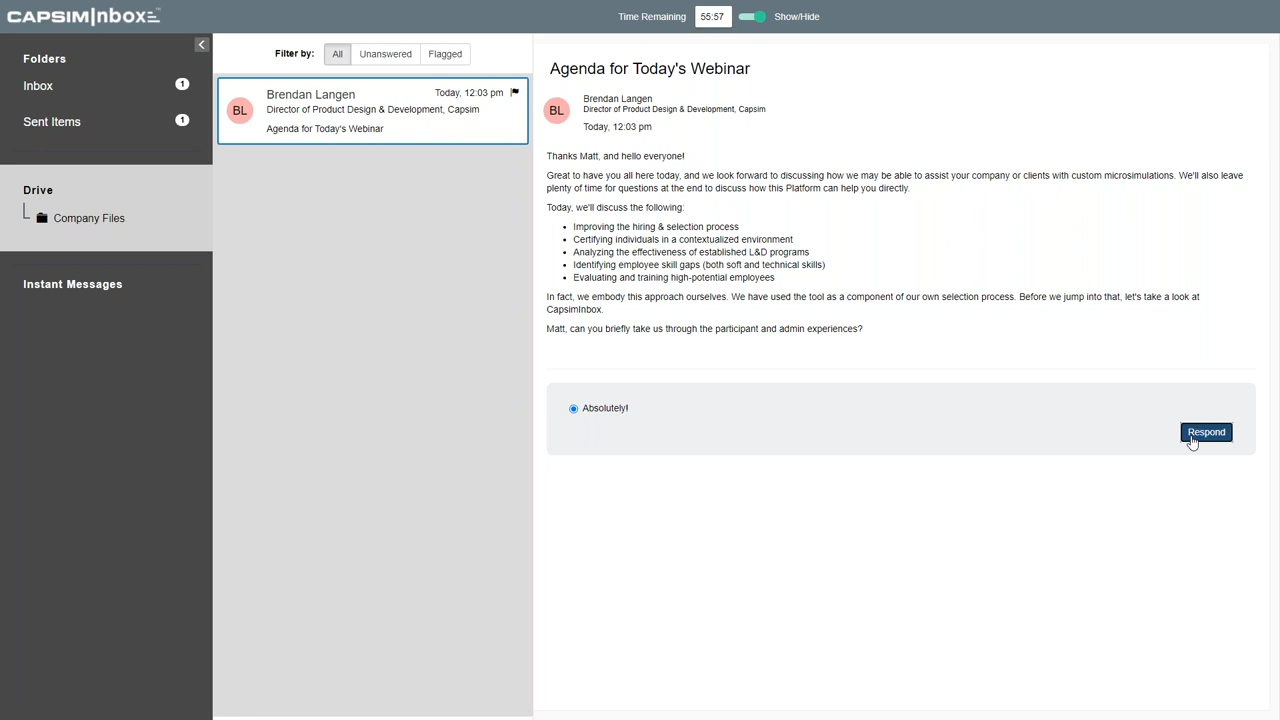 CAPSIM|nbox™
Time Remaining 55:57 Show/Hide
Folders
Inbox 1
Sent Items 1
Drive
Company Files
Instant Messages
Filter by: All Unanswered Flagged
BL
Brendan Langen Today, 12:03 pm
Director of Product Design & Development, Capsim
Agenda for Today's Webinar
Agenda for Today's Webinar
BL
Brendan Langen
Director of Product Design & Development, Capsim
Today, 12:03 pm
Thanks Matt, and hello everyone!
Great to have you all here today, and we look forward to discussing how we may be able to assist your company or clients with custom microsimulations. We'll also leave
plenty of time for questions at the end to discuss how this Platform can help you directly.
Today, we'll discuss the following:
• Improving the hiring & selection process
• Certifying individuals in a contextualized environment
• Analyzing the effectiveness of established L&D programs
• Identifying employee skill gaps (both soft and technical skills)
• Evaluating and training high-potential employees
In fact, we embody this approach ourselves. We have used the tool as a component of our own selection process. Before we jump into that, let's take a look at
CapsimInbox.
Matt, can you briefly take us through the participant and admin experiences?
Absolutely!
Respond